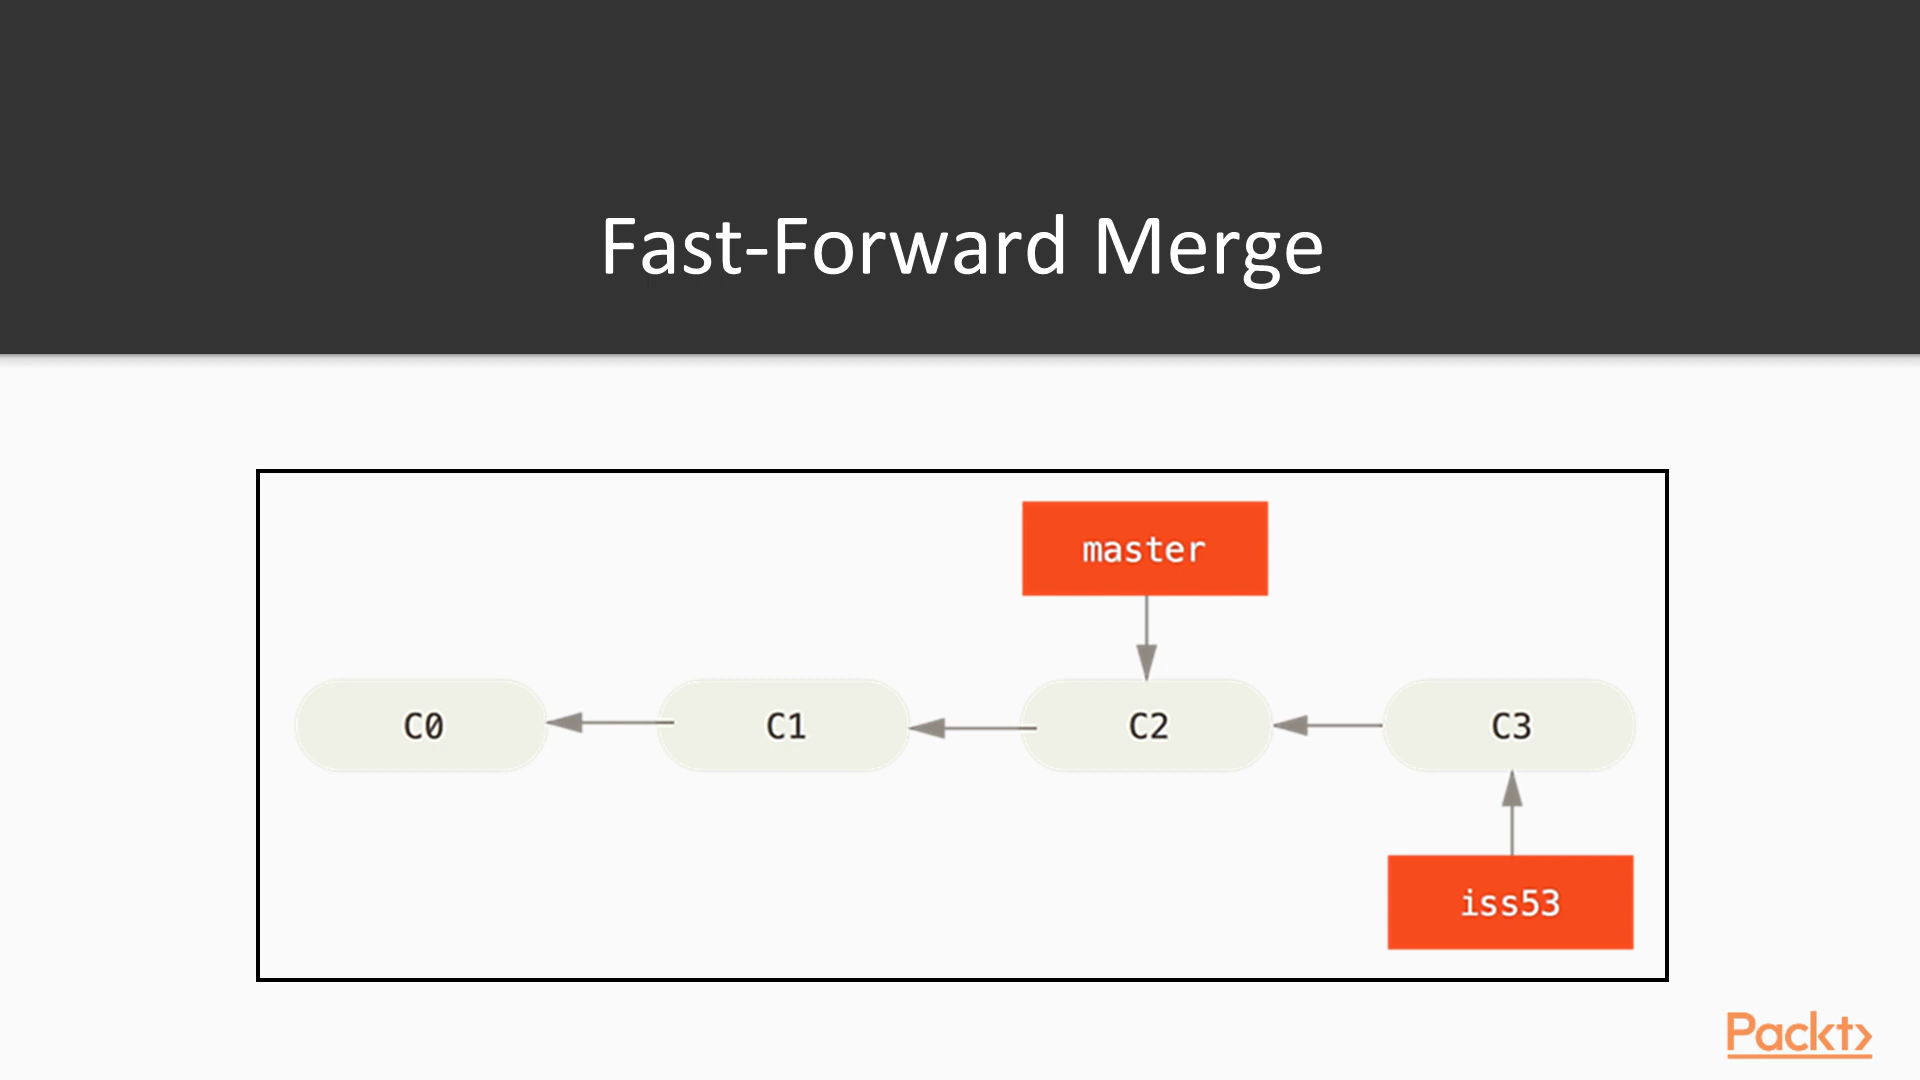 Fast-Forward Merge
master
C0 C1 C2 C3
iss53
Packt>